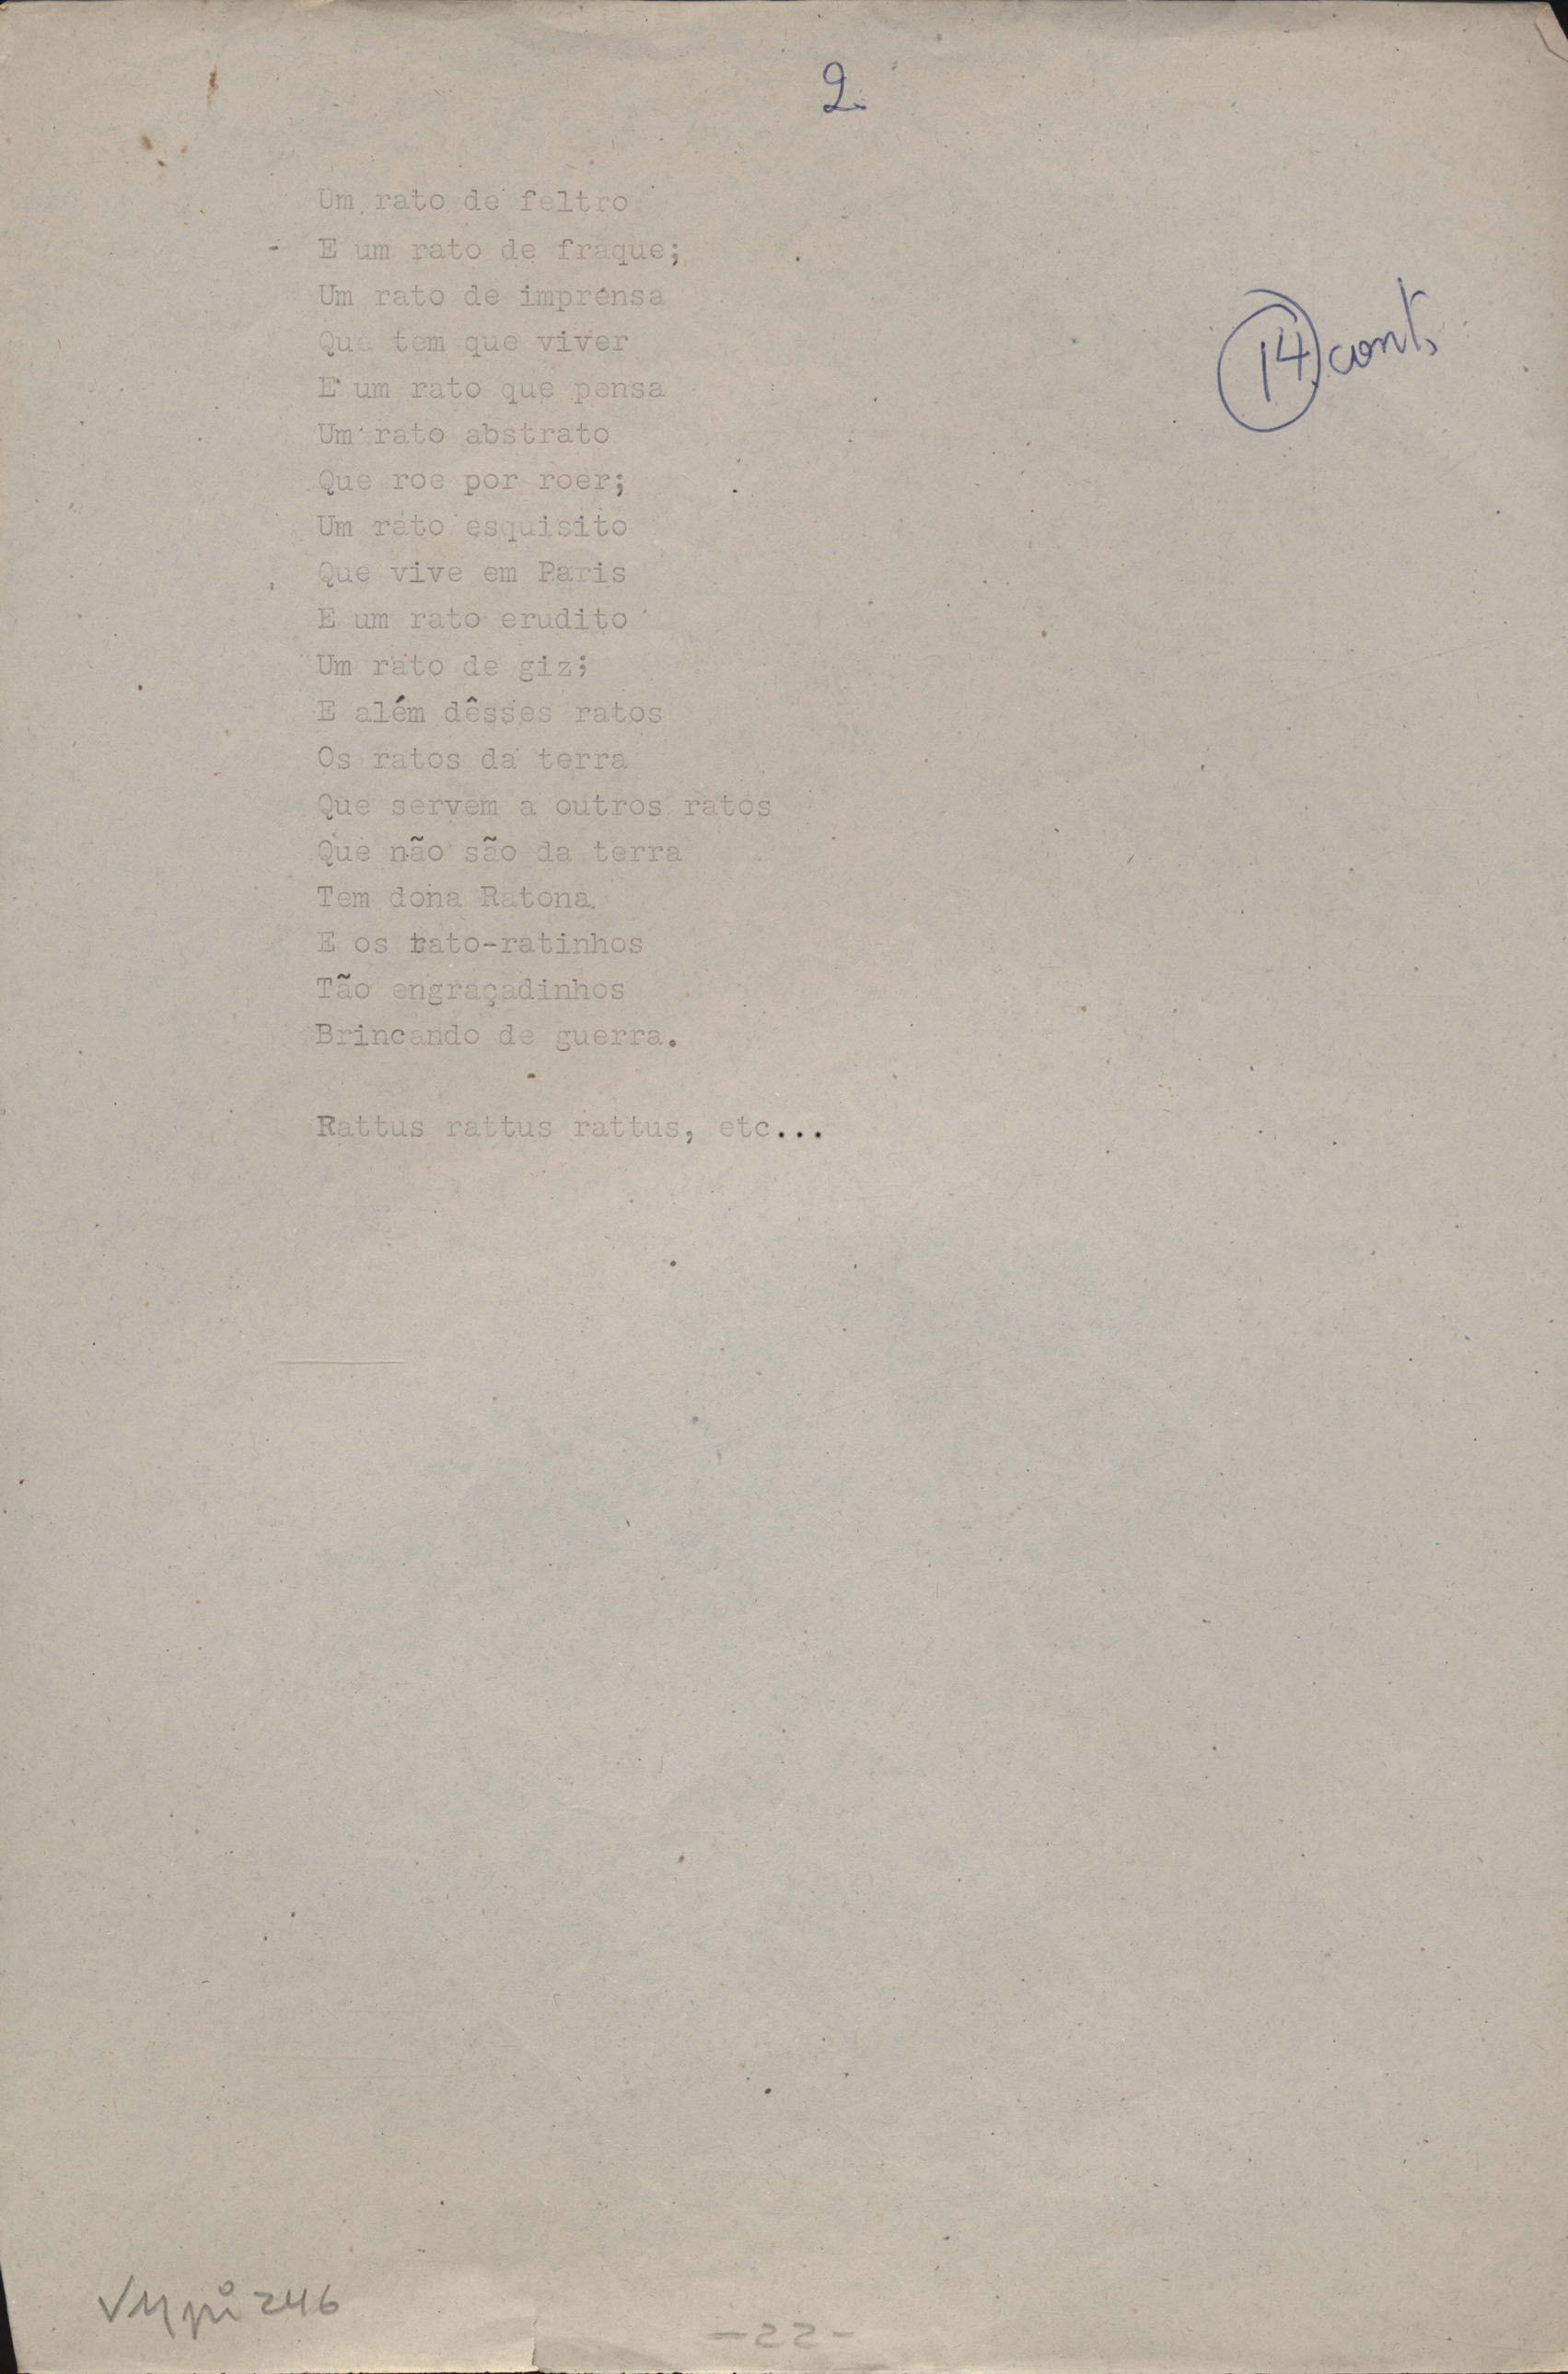 2.
Um rato de feltro
E um rato de fraque;
Um rato de imprensa
Que tem que viver
14 cont.
E um rato que pensa
Um rato abstrato
Que roe por roer;
Um rato esquisito
Que vive em Paris
E um rato erudito
Um rato de giz;
E além dêsses ratos
Os ratos da terra
Que servem a outros ratos
Que não são da terra
Tem dona Ratona
E os rato-ratinhos
Tão engraçadinhos
Brincando de guerra.
Rattus rattus rattus, etc...
246
-22-